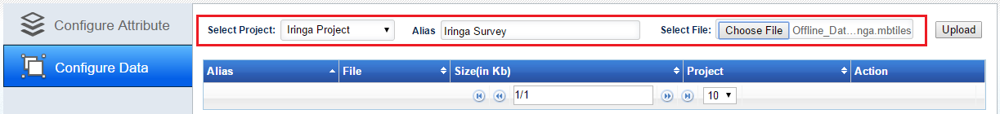 Configure Attribute
Configure Data
Select Project: Iringa Project Alias Iringa Survey Select File: Choose File Offline_Dat...nga.mbtiles Upload
Alias File Size(in Kb) Project Action
1/1 10